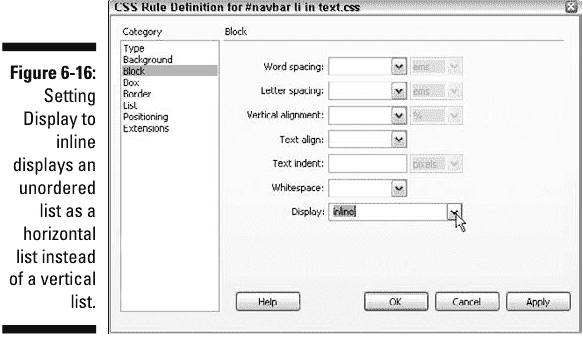 CSS Rule Definition for #navbar li in text.css
Category
Block
Type
Background
Block
Box
Border
List
Positioning
Extensions
Word spacing:
ems
Letter spacing:
ems
Vertical alignment:
%
Text align:
Text indent:
pixels
Whitespace:
Display:
inline
Help
OK
Cancel
Apply
Figure 6-16:
Setting
Display to
inline
displays an
unordered
list as a
horizontal
list instead
of a vertical
list.